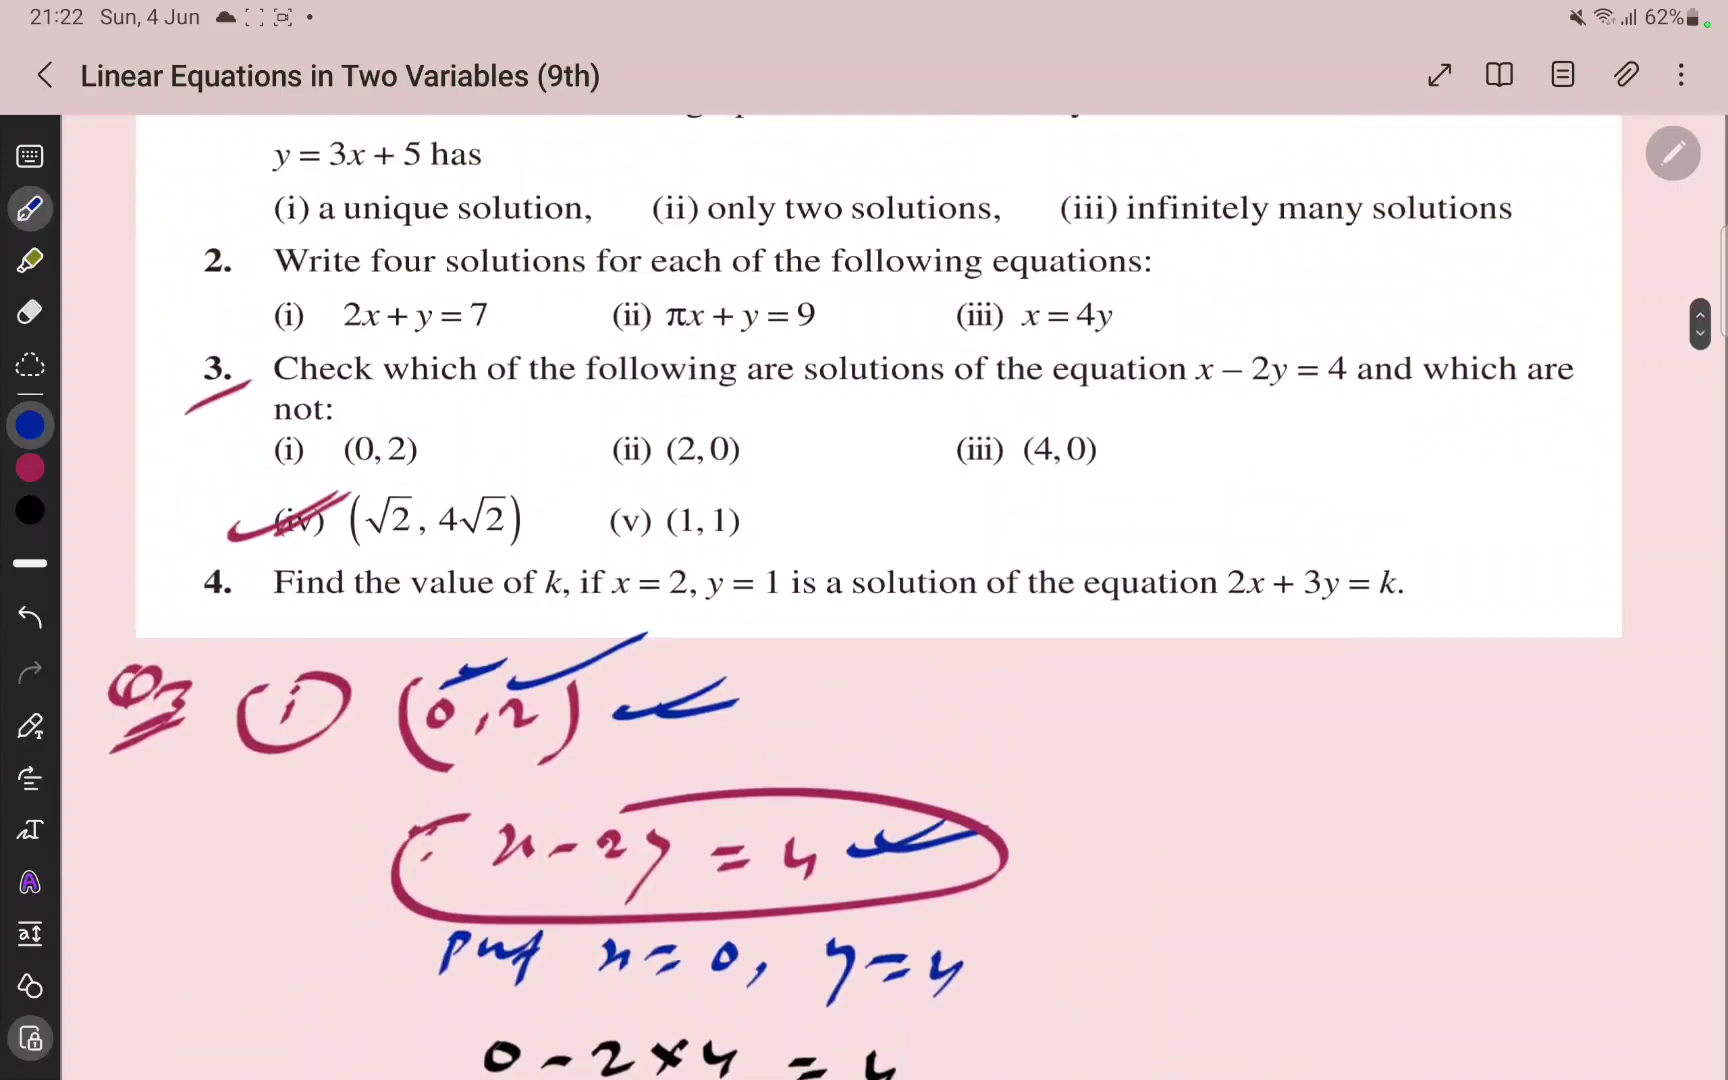 21:22 Sun, 4 Jun 62%
Linear Equations in Two Variables (9th)
y = 3x + 5 has
(i) a unique solution, (ii) only two solutions, (iii) infinitely many solutions
2. Write four solutions for each of the following equations:
(i) 2x + y = 7 (ii) πx + y = 9 (iii) x = 4y
3. Check which of the following are solutions of the equation x – 2y = 4 and which are
not:
(i) (0, 2) (ii) (2, 0) (iii) (4, 0)
(iv) (√2, 4√2) (v) (1, 1)
4. Find the value of k, if x = 2, y = 1 is a solution of the equation 2x + 3y = k.
Q3 (i) (0, 2)
x - 2y = 4
put x = 0, y = 4
0 - 2 × 4 = 4